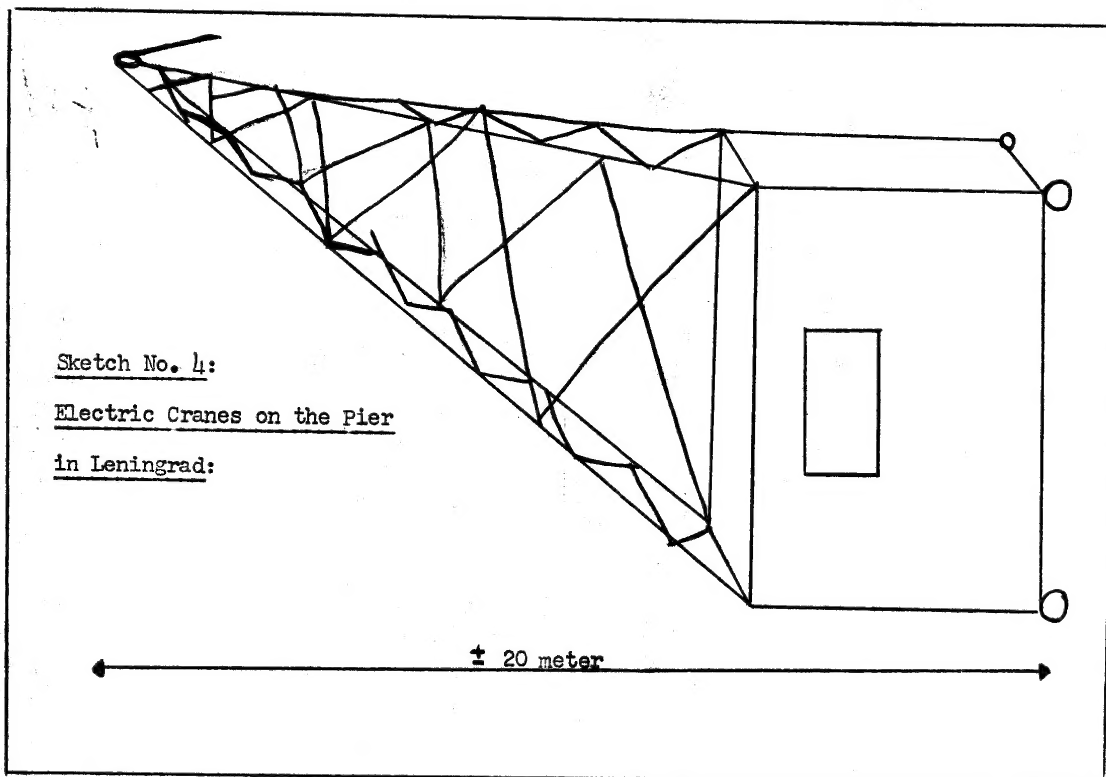 Sketch No. 4:
Electric Cranes on the Pier
in Leningrad:
± 20 meter